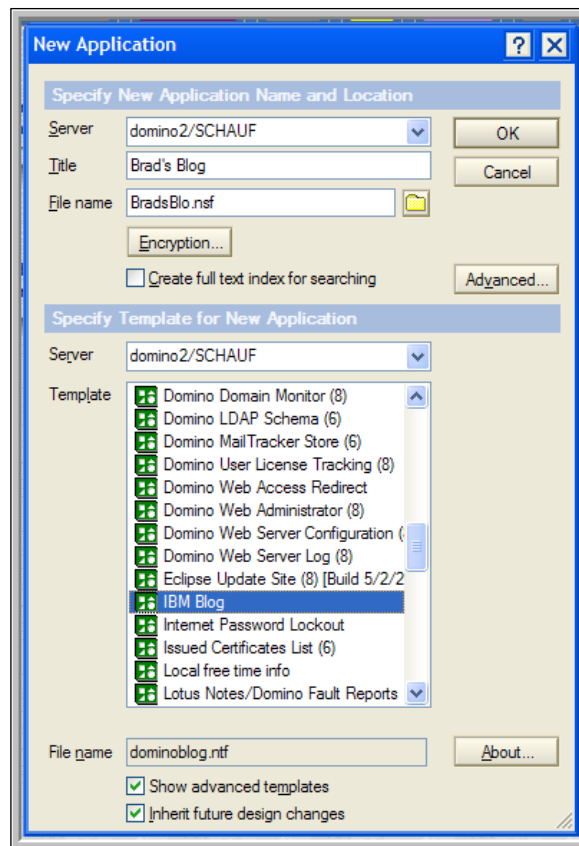 New Application
Specify New Application Name and Location
Server domino2/SCHAUF OK
Title Brad's Blog Cancel
File name BradsBlo.nsf
Encryption...
Create full text index for searching Advanced...
Specify Template for New Application
Server domino2/SCHAUF
Template Domino Domain Monitor (8)
Domino LDAP Schema (6)
Domino MailTracker Store (6)
Domino User License Tracking (8)
Domino Web Access Redirect
Domino Web Administrator (8)
Domino Web Server Configuration (
Domino Web Server Log (8)
Eclipse Update Site (8) [Build 5/2/2
IBM Blog
Internet Password Lockout
Issued Certificates List (6)
Local free time info
Lotus Notes/Domino Fault Reports
File name dominoblog.ntf About...
Show advanced templates
Inherit future design changes